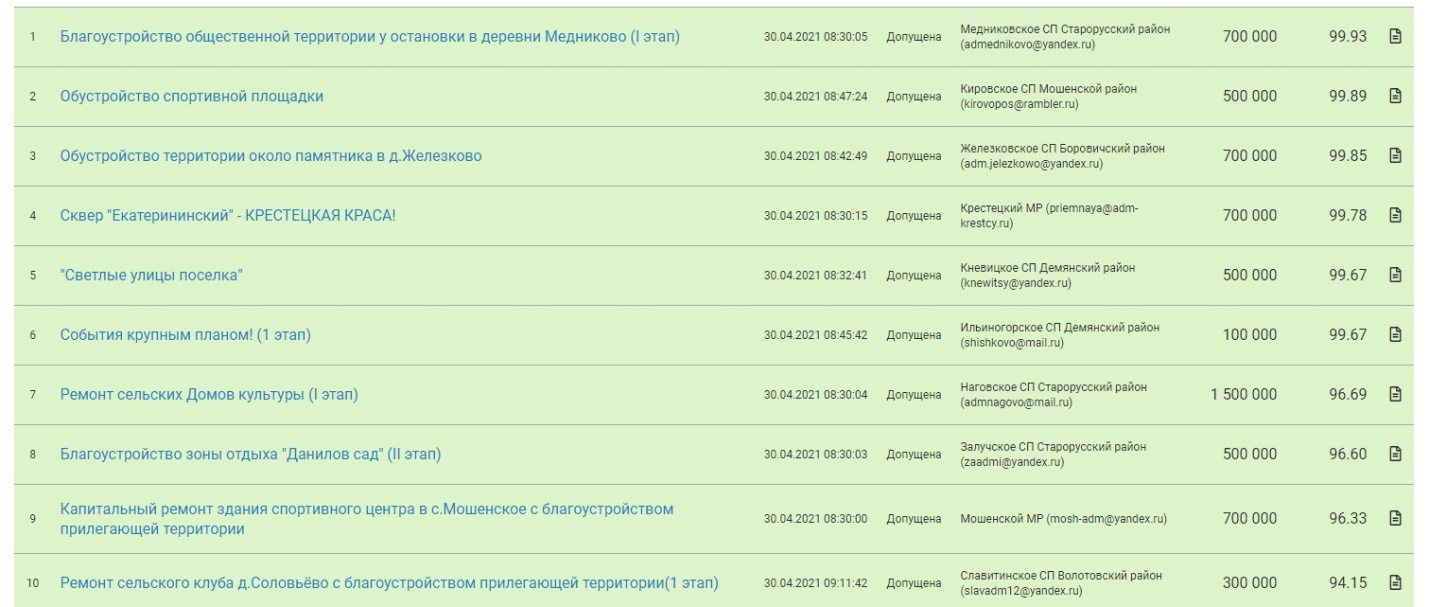 1 Благоустройство общественной территории у остановки в деревни Медниково (I этап) 30.04.2021 08:30:05 Допущена Медниковское СП Старорусский район (admednikovo@yandex.ru) 700 000 99.93
2 Обустройство спортивной площадки 30.04.2021 08:47:24 Допущена Кировское СП Мошенской район (kirovopos@rambler.ru) 500 000 99.89
3 Обустройство территории около памятника в д.Железково 30.04.2021 08:42:49 Допущена Железковское СП Боровичский район (adm.jelezkowo@yandex.ru) 700 000 99.85
4 Сквер "Екатерининский" - КРЕСТЕЦКАЯ КРАСА! 30.04.2021 08:30:15 Допущена Крестецкий МР (priemnaya@adm-krestcy.ru) 700 000 99.78
5 "Светлые улицы поселка" 30.04.2021 08:32:41 Допущена Кневицкое СП Демянский район (knewitsy@yandex.ru) 500 000 99.67
6 События крупным планом! (1 этап) 30.04.2021 08:45:42 Допущена Ильиногорское СП Демянский район (shishkovo@mail.ru) 100 000 99.67
7 Ремонт сельских Домов культуры (I этап) 30.04.2021 08:30:04 Допущена Наговское СП Старорусский район (admnagovo@mail.ru) 1 500 000 96.69
8 Благоустройство зоны отдыха "Данилов сад" (II этап) 30.04.2021 08:30:03 Допущена Залучское СП Старорусский район (zaadmi@yandex.ru) 500 000 96.60
9 Капитальный ремонт здания спортивного центра в с.Мошенское с благоустройством прилегающей территории 30.04.2021 08:30:00 Допущена Мошенской МР (mosh-adm@yandex.ru) 700 000 96.33
10 Ремонт сельского клуба д.Соловьёво с благоустройством прилегающей территории(1 этап) 30.04.2021 09:11:42 Допущена Славитинское СП Волотовский район (slavadm12@yandex.ru) 300 000 94.15